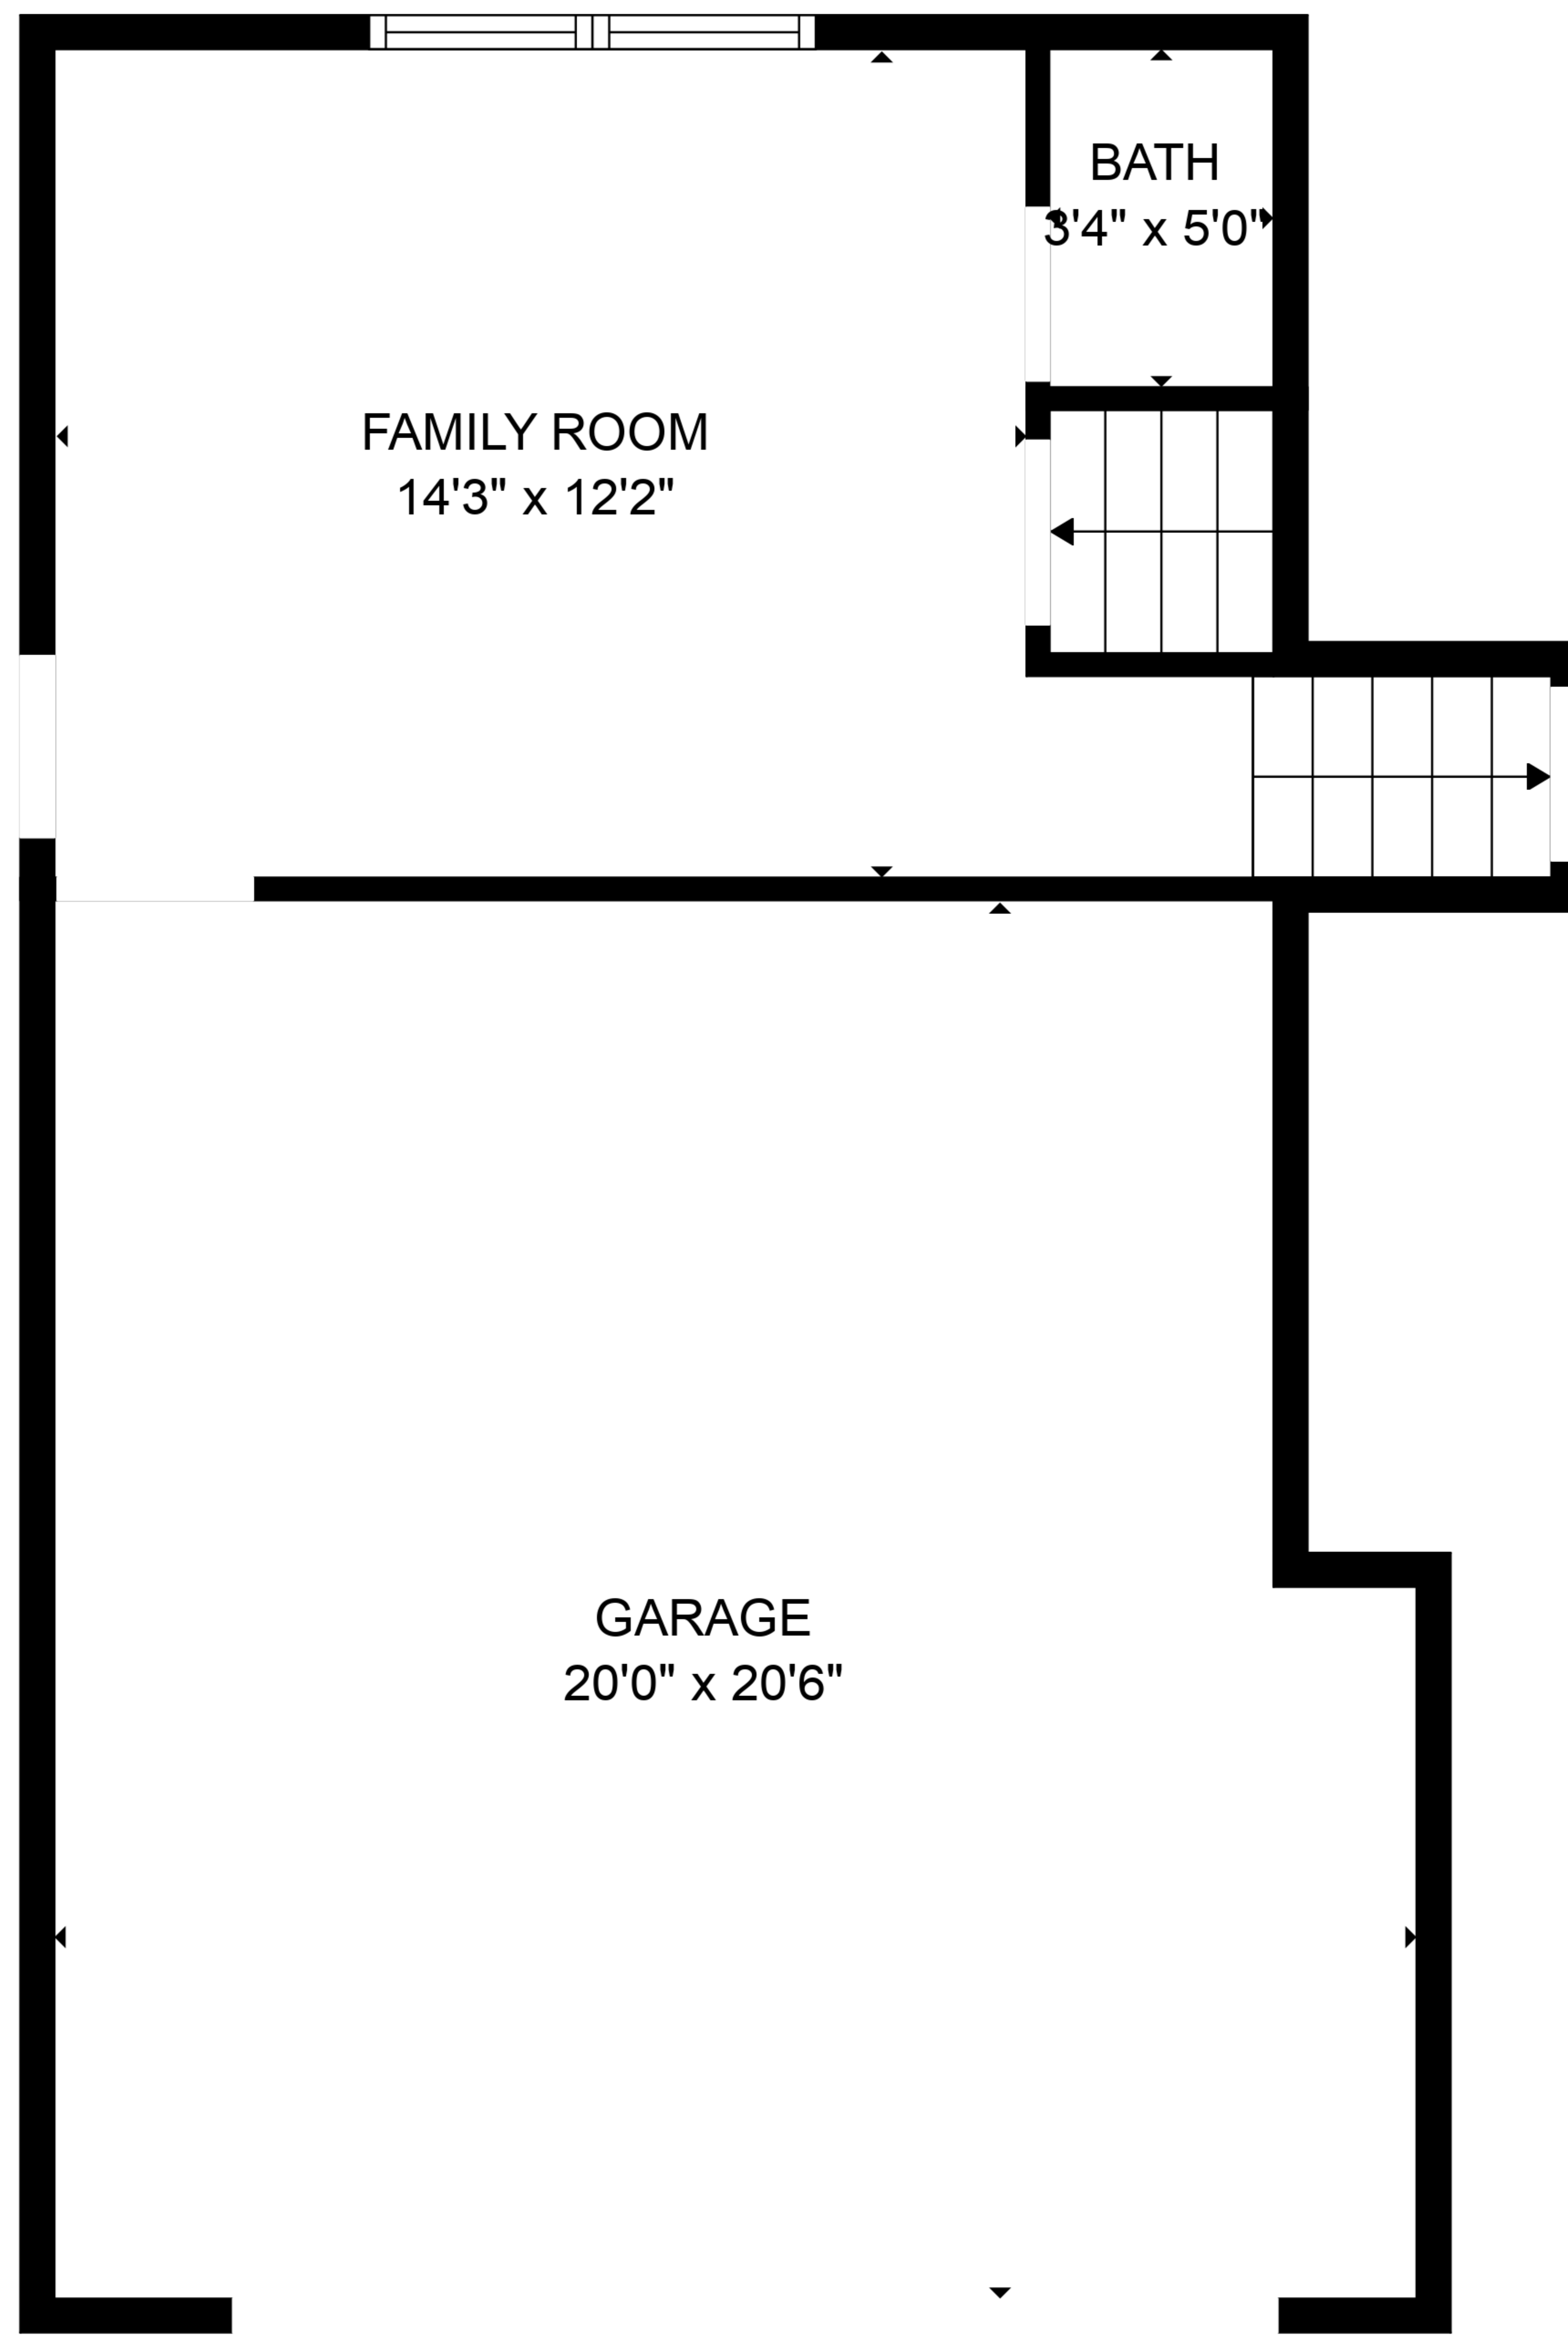 BATH
3'4" x 5'0"
FAMILY ROOM
14'3" x 12'2"
GARAGE
20'0" x 20'6"